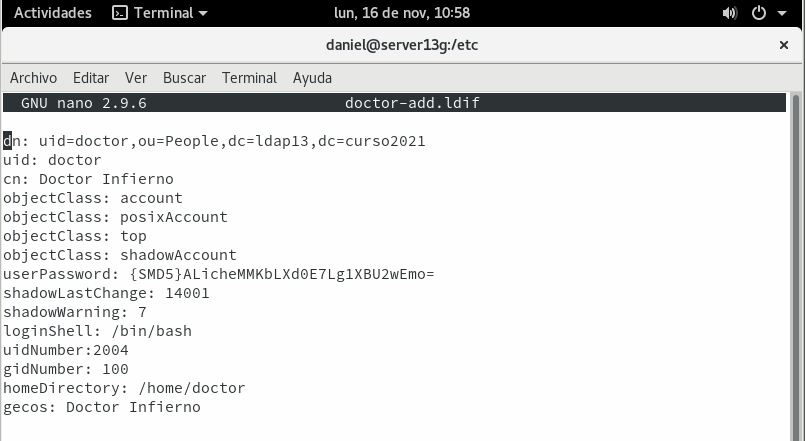 Actividades Terminal lun, 16 de nov, 10:58
daniel@server13g:/etc ×
Archivo Editar Ver Buscar Terminal Ayuda
GNU nano 2.9.6 doctor-add.ldif
dn: uid=doctor,ou=People,dc=ldap13,dc=curso2021
uid: doctor
cn: Doctor Infierno
objectClass: account
objectClass: posixAccount
objectClass: top
objectClass: shadowAccount
userPassword: {SMD5}ALicheMMKbLXd0E7Lg1XBU2wEmo=
shadowLastChange: 14001
shadowWarning: 7
loginShell: /bin/bash
uidNumber:2004
gidNumber: 100
homeDirectory: /home/doctor
gecos: Doctor Infierno